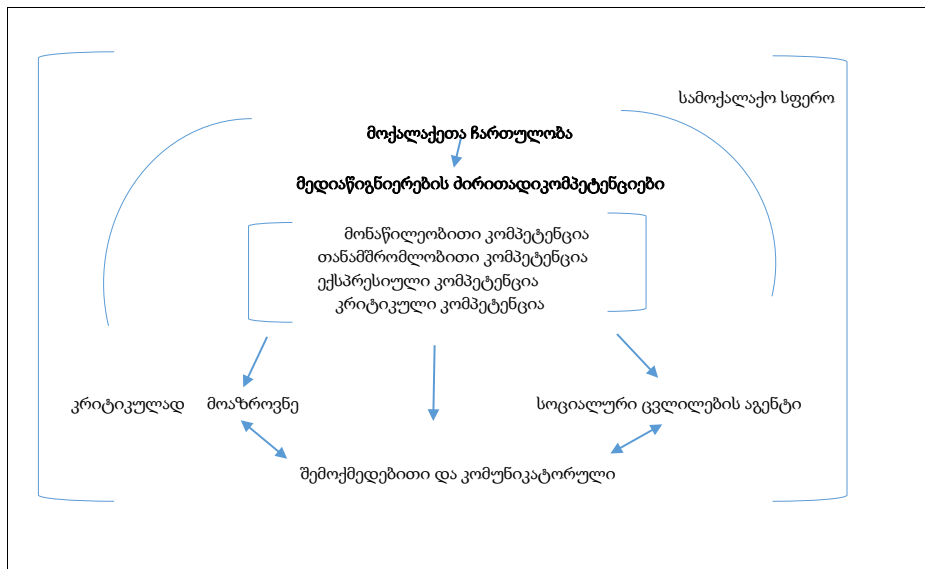 სამოქალაქო სფერო
მოქალაქეთა ჩართულობა
მედიაწიგნიერების ძირითადიკომპეტენციები
მონაწილეობითი კომპეტენცია
თანამშრომლობითი კომპეტენცია
ექსპრესიული კომპეტენცია
კრიტიკული კომპეტენცია
კრიტიკულად მოაზროვნე
სოციალური ცვლილების აგენტი
შემოქმედებითი და კომუნიკატორული